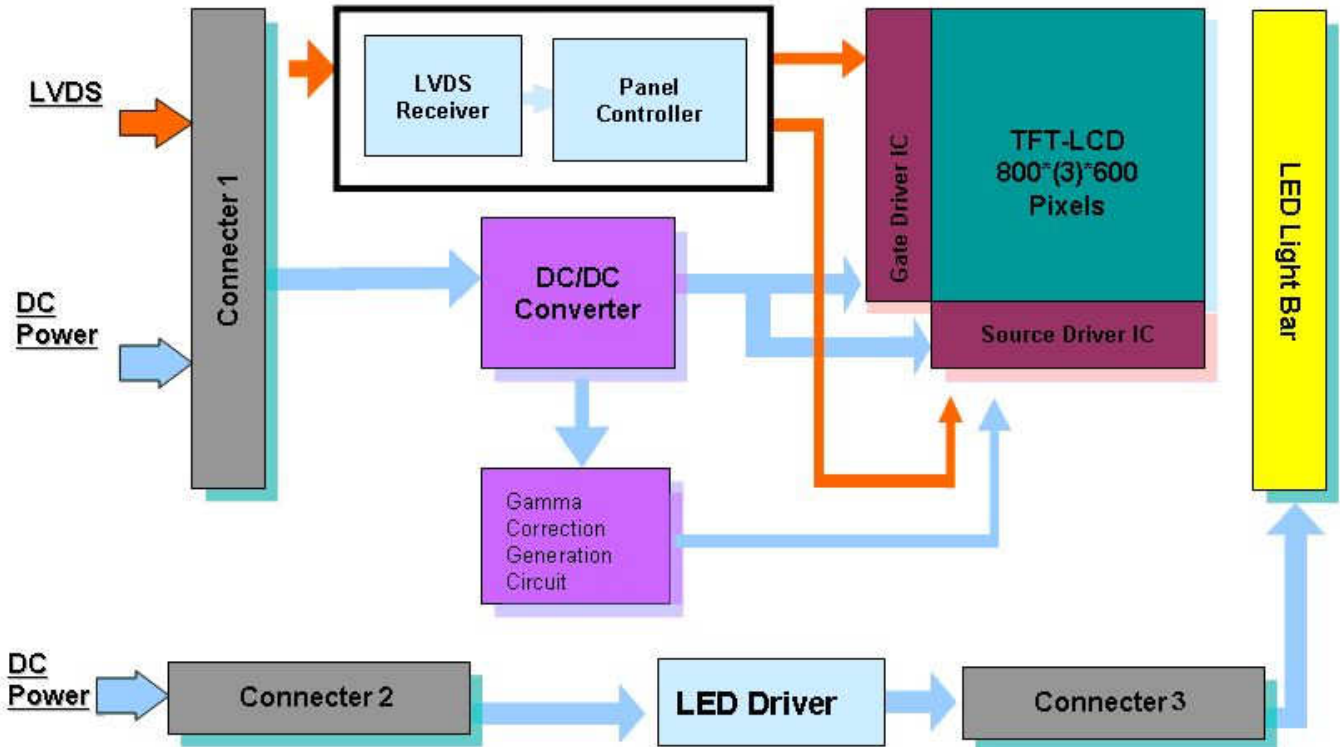 LVDS
DC
Power
Connecter 1
LVDS
Receiver
Panel
Controller
DC/DC
Converter
Gamma
Correction
Generation
Circuit
Gate Driver IC
TFT-LCD
800*(3)*600
Pixels
Source Driver IC
LED Light Bar
DC
Power
Connecter 2
LED Driver
Connecter 3